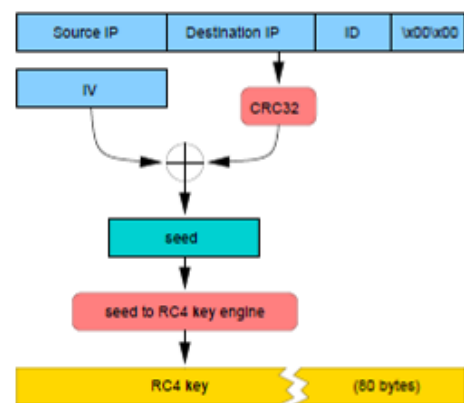 Source IP
Destination IP
ID
\x00\x00
IV
CRC32
seed
seed to RC4 key engine
RC4 key
(80 bytes)